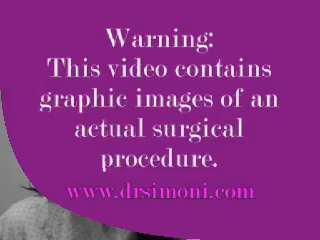 Warning:
This video contains
graphic images of an
actual surgical
procedure.
www.drsimoni.com